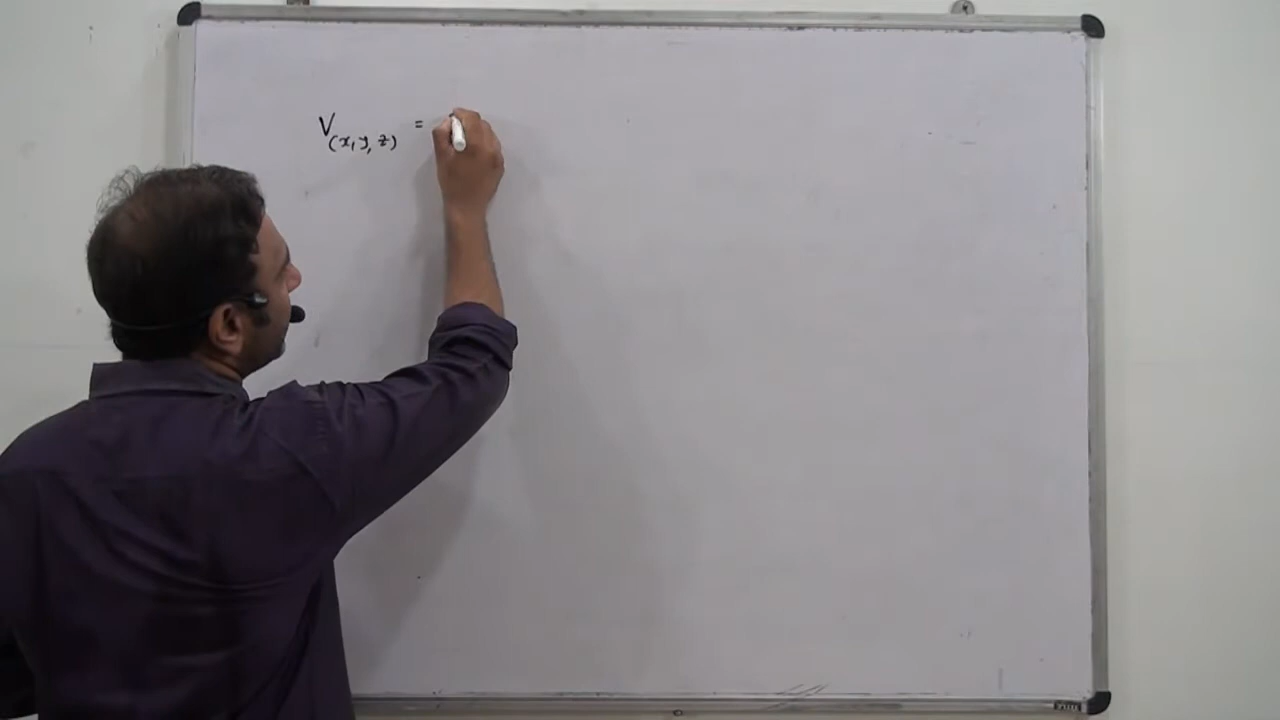 V(x,y,z) =